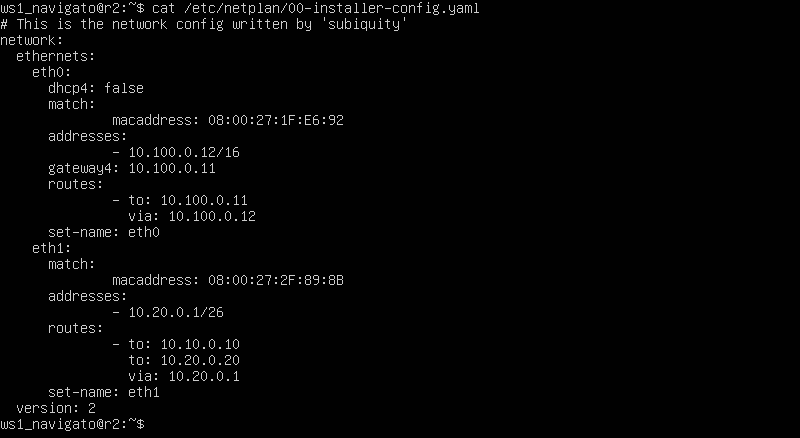 ws1_navigato@r2:~$ cat /etc/netplan/00-installer-config.yaml
# This is the network config written by 'subiquity'
network:
  ethernets:
    eth0:
      dhcp4: false
      match:
              macaddress: 08:00:27:1F:E6:92
      addresses:
              - 10.100.0.12/16
      gateway4: 10.100.0.11
      routes:
              - to: 10.100.0.11
                via: 10.100.0.12
      set-name: eth0
    eth1:
      match:
              macaddress: 08:00:27:2F:89:8B
      addresses:
              - 10.20.0.1/26
      routes:
              - to: 10.10.0.10
                to: 10.20.0.20
                via: 10.20.0.1
      set-name: eth1
  version: 2
ws1_navigato@r2:~$